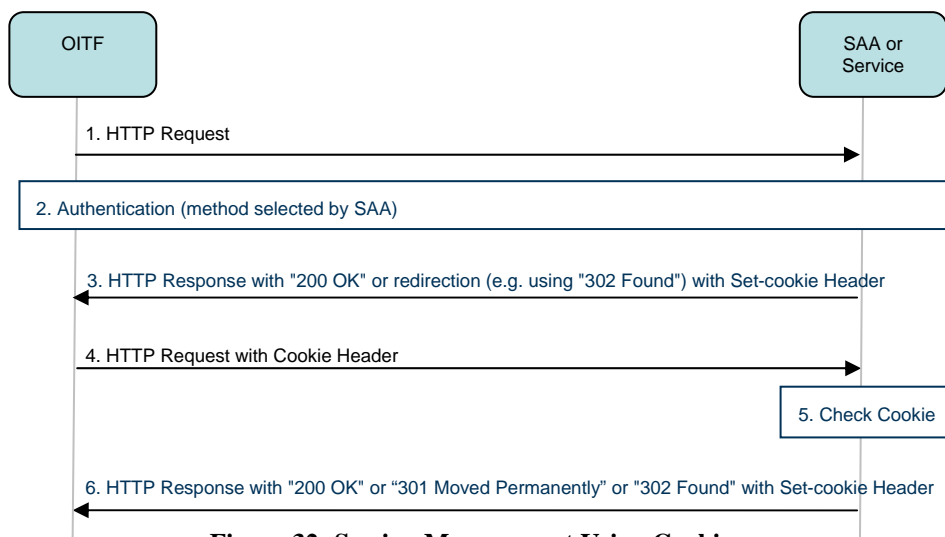 OITF
SAA or
Service
1. HTTP Request
2. Authentication (method selected by SAA)
3. HTTP Response with "200 OK" or redirection (e.g. using "302 Found") with Set-cookie Header
4. HTTP Request with Cookie Header
5. Check Cookie
6. HTTP Response with "200 OK" or “301 Moved Permanently” or "302 Found" with Set-cookie Header